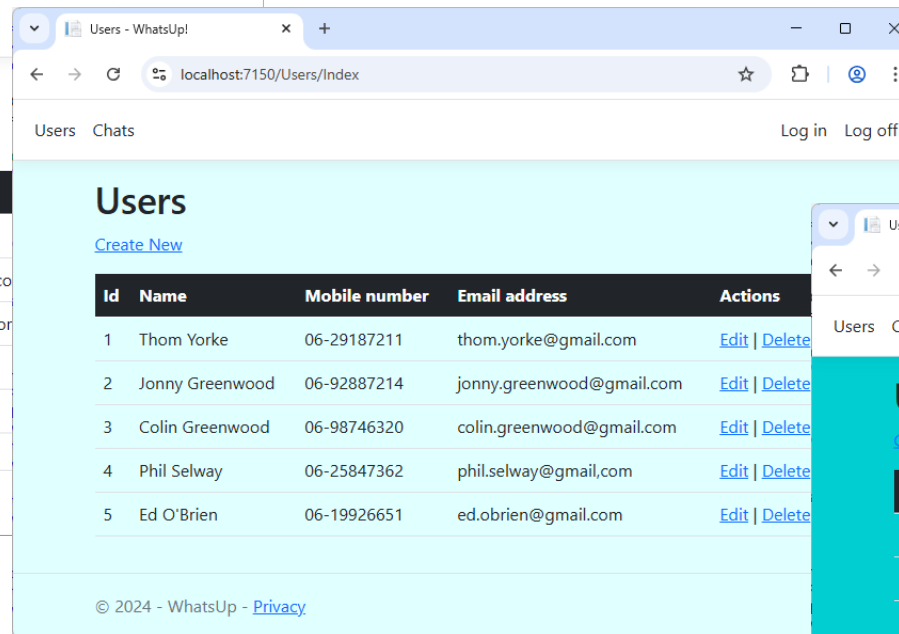 Users - WhatsUp!
localhost:7150/Users/Index
Users Chats Log in Log off
Users
Create New
Id Name Mobile number Email address Actions
1 Thom Yorke 06-29187211 thom.yorke@gmail.com Edit | Delete
2 Jonny Greenwood 06-92887214 jonny.greenwood@gmail.com Edit | Delete
3 Colin Greenwood 06-98746320 colin.greenwood@gmail.com Edit | Delete
4 Phil Selway 06-25847362 phil.selway@gmail,com Edit | Delete
5 Ed O'Brien 06-19926651 ed.obrien@gmail.com Edit | Delete
© 2024 - WhatsUp - Privacy
Users